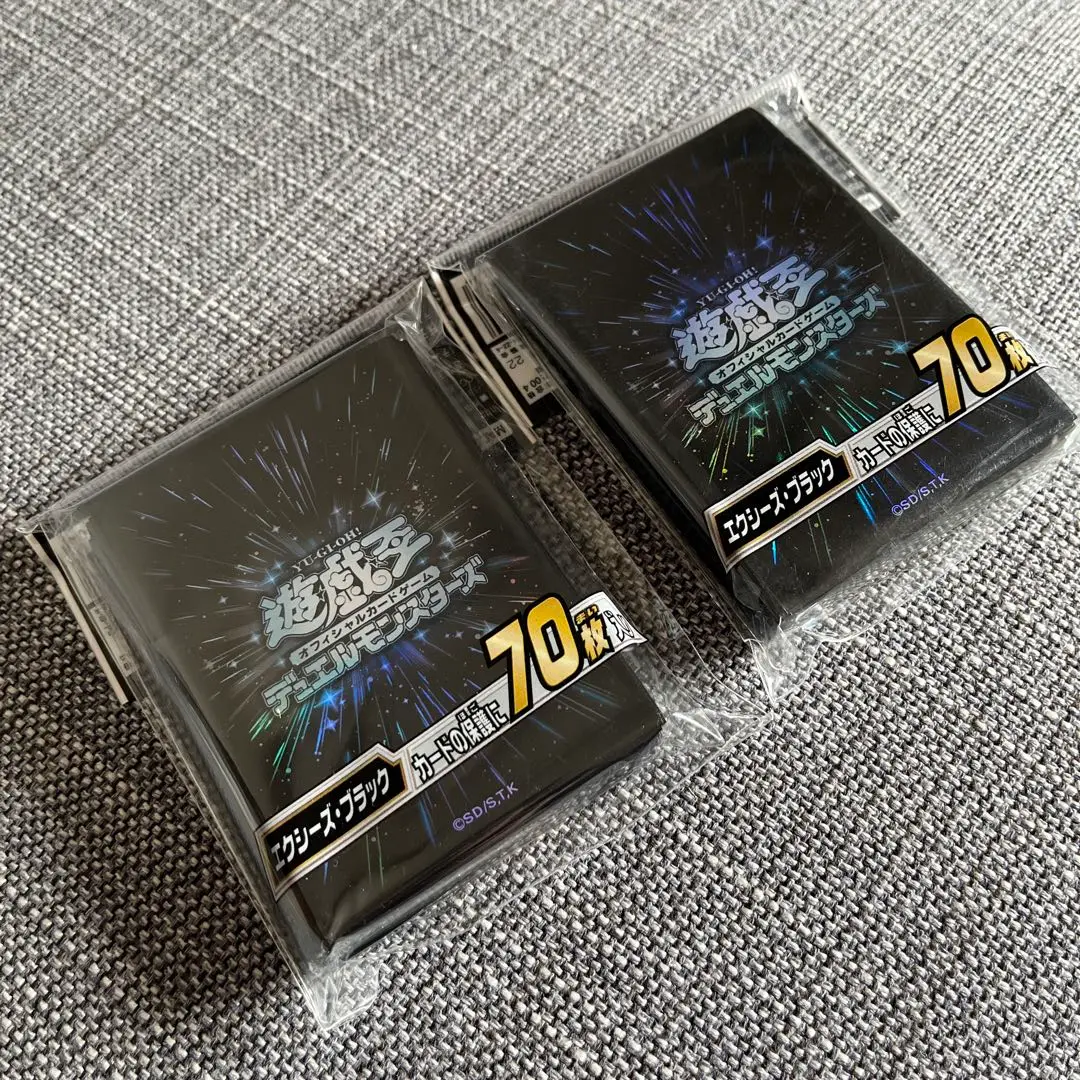 YU-GI-OH!
遊戯王
オフィシャルカードゲーム
デュエルモンスターズ
エクシーズ・ブラック
カードの保護に
70枚
まい
©SD/S,T,K
YU-GI-OH!
遊戯王
オフィシャルカードゲーム
デュエルモンスターズ
エクシーズ・ブラック
カードの保護に
70枚
©SD/S,T,K
22